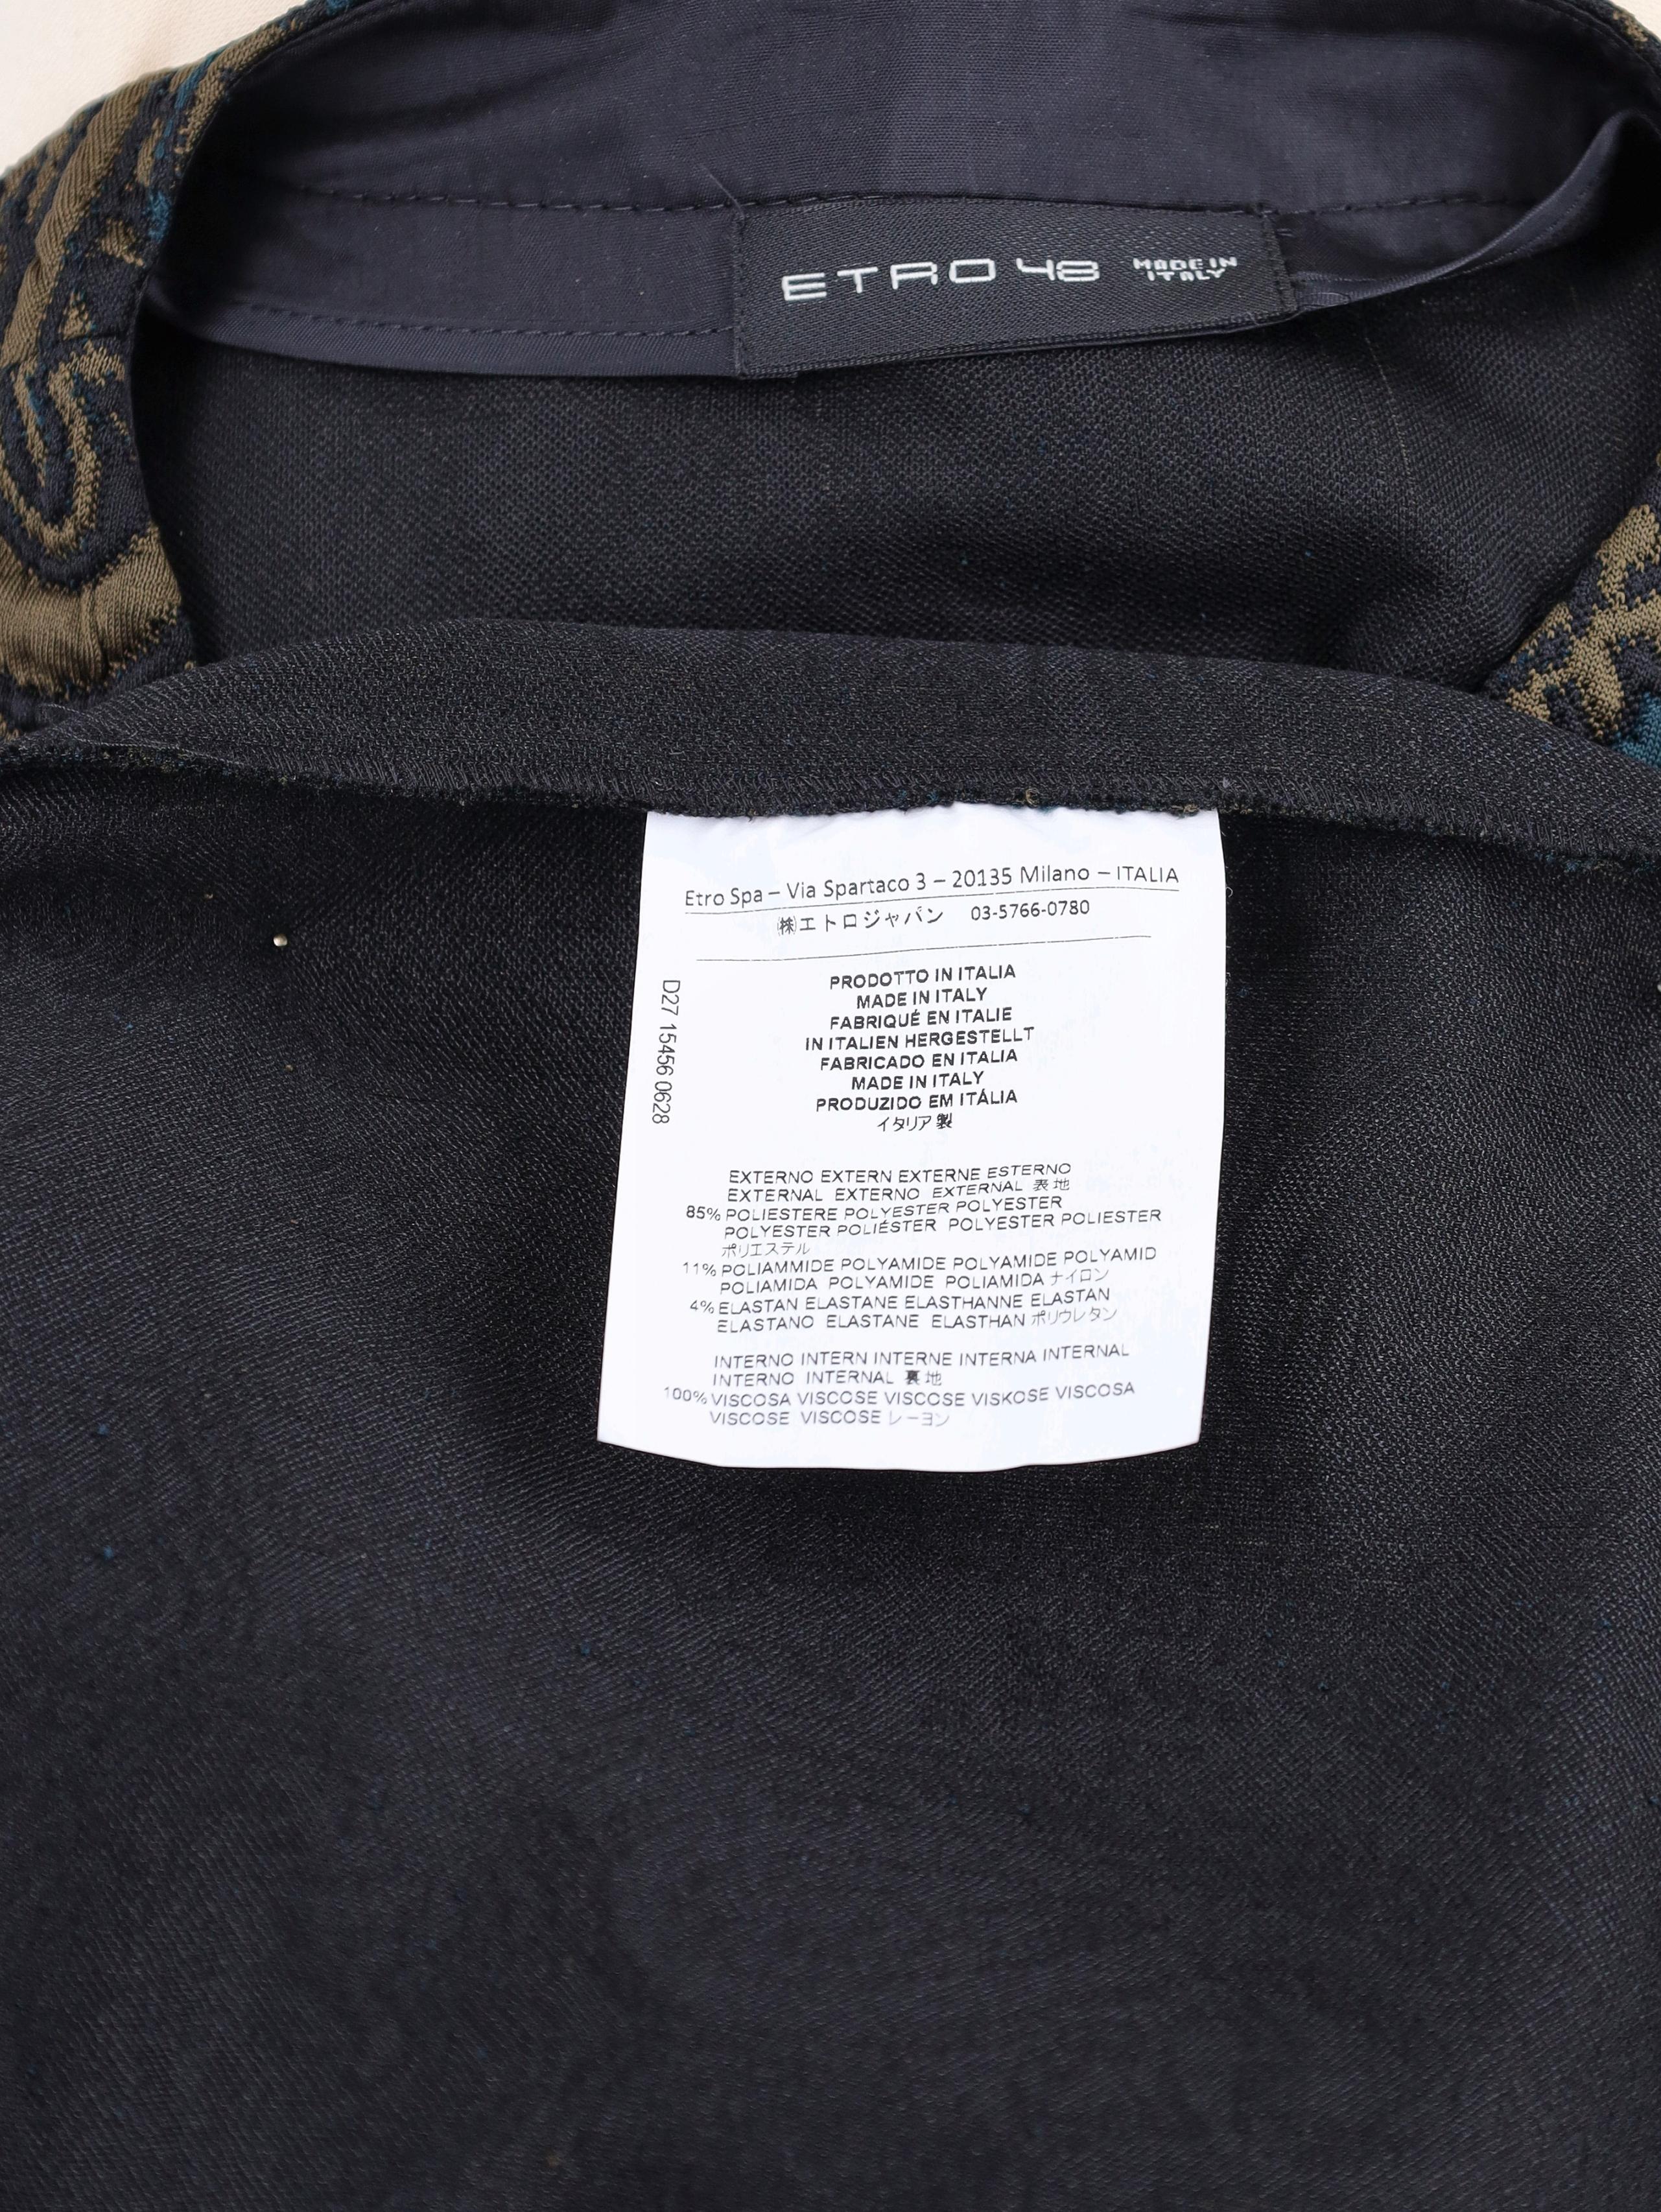 ETRO 48 MADE IN
ITALY
Etro Spa – Via Spartaco 3 – 20135 Milano – ITALIA
㈱エトロジャパン 03-5766-0780
D27 15456 0628
PRODOTTO IN ITALIA
MADE IN ITALY
FABRIQUÉ EN ITALIE
IN ITALIEN HERGESTELLT
FABRICADO EN ITALIA
MADE IN ITALY
PRODUZIDO EM ITÁLIA
イタリア製
EXTERNO EXTERN EXTERNE ESTERNO
EXTERNAL EXTERNO EXTERNAL 表地
85% POLIESTERE POLYESTER POLYESTER
POLYESTER POLIÉSTER POLYESTER POLIESTER
ポリエステル
11% POLIAMMIDE POLYAMIDE POLYAMIDE POLYAMID
POLIAMIDA POLYAMIDE POLIAMIDA ナイロン
4% ELASTAN ELASTANE ELASTHANNE ELASTAN
ELASTANO ELASTANE ELASTHAN ポリウレタン
INTERNO INTERN INTERNE INTERNA INTERNAL
INTERNO INTERNAL 裏地
100% VISCOSA VISCOSE VISCOSE VISKOSE VISCOSA
VISCOSE VISCOSE レーヨン